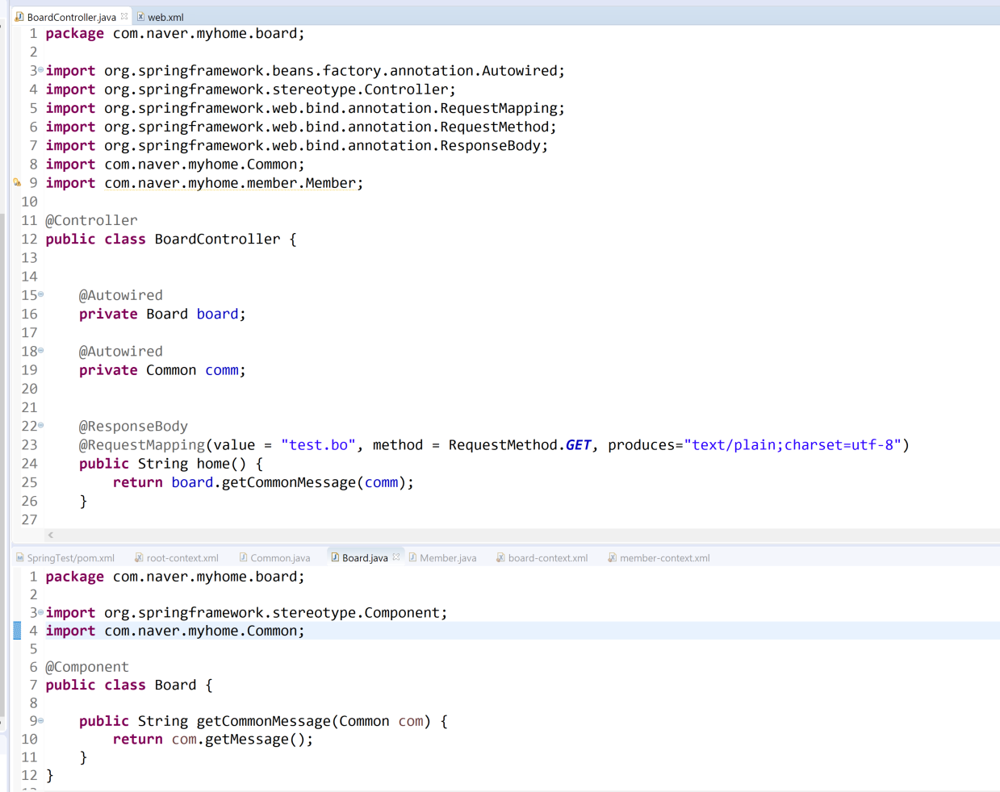 BoardController.java web.xml
1 package com.naver.myhome.board;
2
3 import org.springframework.beans.factory.annotation.Autowired;
4 import org.springframework.stereotype.Controller;
5 import org.springframework.web.bind.annotation.RequestMapping;
6 import org.springframework.web.bind.annotation.RequestMethod;
7 import org.springframework.web.bind.annotation.ResponseBody;
8 import com.naver.myhome.Common;
9 import com.naver.myhome.member.Member;
10
11 @Controller
12 public class BoardController {
13
14
15     @Autowired
16     private Board board;
17
18     @Autowired
19     private Common comm;
20
21
22     @ResponseBody
23     @RequestMapping(value = "test.bo", method = RequestMethod.GET, produces="text/plain;charset=utf-8")
24     public String home() {
25         return board.getCommonMessage(comm);
26     }
27
SpringTest/pom.xml root-context.xml Common.java Board.java Member.java board-context.xml member-context.xml
1 package com.naver.myhome.board;
2
3 import org.springframework.stereotype.Component;
4 import com.naver.myhome.Common;
5
6 @Component
7 public class Board {
8
9     public String getCommonMessage(Common com) {
10         return com.getMessage();
11     }
12 }